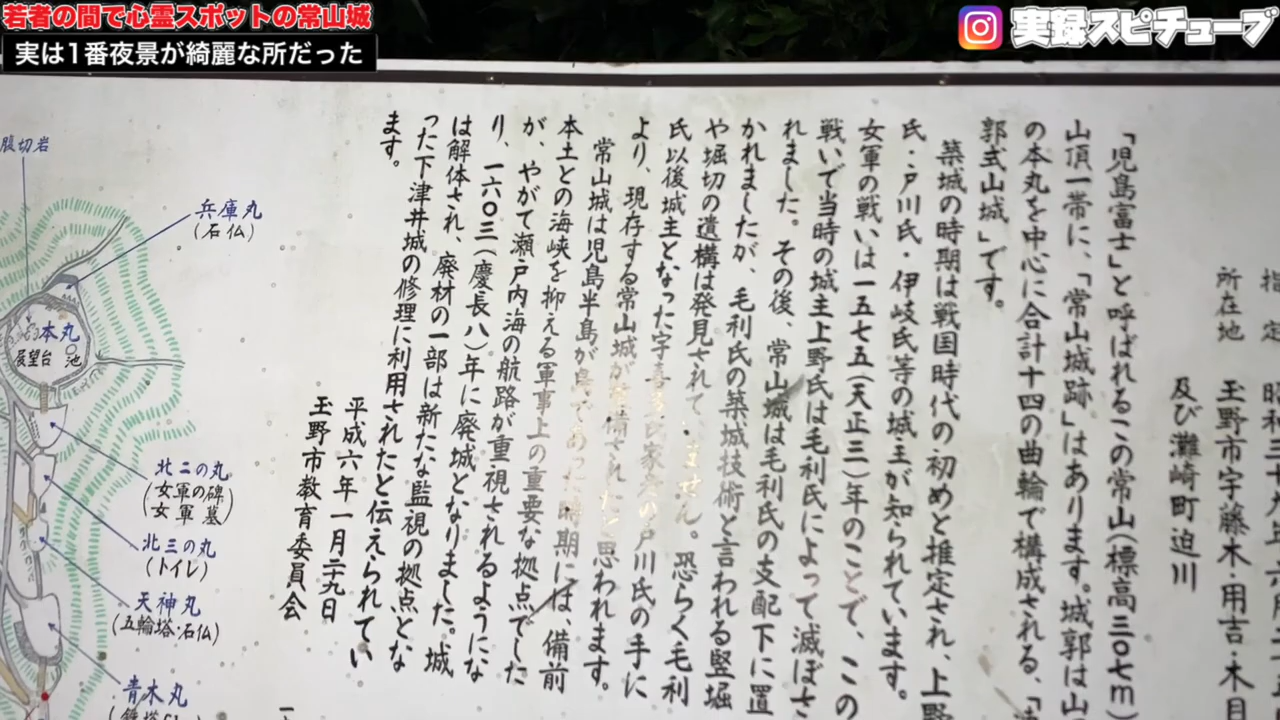 若者の間で心霊スポットの常山城
実は1番夜景が綺麗な所だった
実録スピチューブ
指定
所在地 玉野市宇藤木・用吉・木目
及び灘崎町迫川
「児島富士」と呼ばれるこの常山(標高三〇七m)
山頂一帯に、「常山城跡」はあります。城郭は山
の本丸を中心に合計十四の曲輪で構成される、「連
郭式山城」です。
築城の時期は戦国時代の初めと推定され、上野
氏・戸川氏・伊岐氏等の城主が知られています。
女軍の戦いは一五七五(天正三)年のことで、この
戦いで当時の城主上野氏は毛利氏によって滅ぼさ
れました。その後、常山城は毛利氏の支配下に置
かれましたが、毛利氏の築城技術と言われる竪堀
や堀切の遺構は発見されていません。恐らく毛利
氏以後城主となった宇喜多氏家老の戸川氏の手に
より、現存する常山城が整備されたと思われます。
常山城は児島半島が島であった時期には、備前
本土との海峡を抑える軍事上の重要な拠点でした
が、やがて瀬戸内海の航路が重視されるようにな
り、一六〇三(慶長八)年に廃城となりました。城
は解体され、廃材の一部は新たな監視の拠点とな
った下津井城の修理に利用されたと伝えられてい
ます。
平成六年一月二九日
玉野市教育委員会
腹切岩
兵庫丸
(石仏)
本丸
展望台 池
北二の丸
(女軍の碑
女軍墓)
北三の丸
(トイレ)
天神丸
(五輪塔・石仏)
青木丸